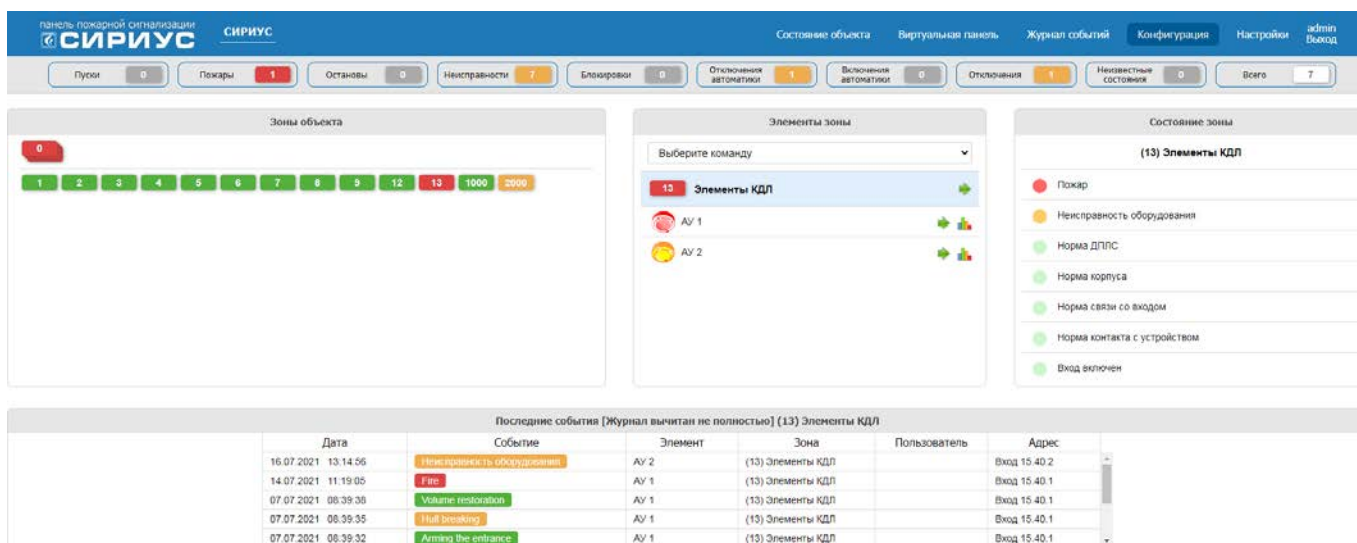 панель пожарной сигнализации
СИРИУС
СИРИУС
Состояние объекта
Виртуальная панель
Журнал событий
Конфигурация
Настройки
admin
Выход
Пуски 0
Пожары 1
Остановы 0
Неисправности 7
Блокировки 0
Отключения
автоматики 1
Включения
автоматики 0
Отключения 1
Неизвестные
состояния 0
Всего 7
Зоны объекта
0
1 2 3 4 5 6 7 8 9 12 13 1000 2000
Элементы зоны
Выберите команду
13 Элементы КДЛ
АУ 1
АУ 2
Состояние зоны
(13) Элементы КДЛ
Пожар
Неисправность оборудования
Норма ДПЛС
Норма корпуса
Норма связи со входом
Норма контакта с устройством
Вход включен
Последние события [Журнал вычитан не полностью] (13) Элементы КДЛ
Дата Событие Элемент Зона Пользователь Адрес
16.07.2021 13:14:56 Неисправность оборудования АУ 2 (13) Элементы КДЛ Вход 15.40.2
14.07.2021 11:19:05 Fire АУ 1 (13) Элементы КДЛ Вход 15.40.1
07.07.2021 08:39:38 Volume restoration АУ 1 (13) Элементы КДЛ Вход 15.40.1
07.07.2021 08:39:35 Hull breaking АУ 1 (13) Элементы КДЛ Вход 15.40.1
07.07.2021 08:39:32 Arming the entrance АУ 1 (13) Элементы КДЛ Вход 15.40.1